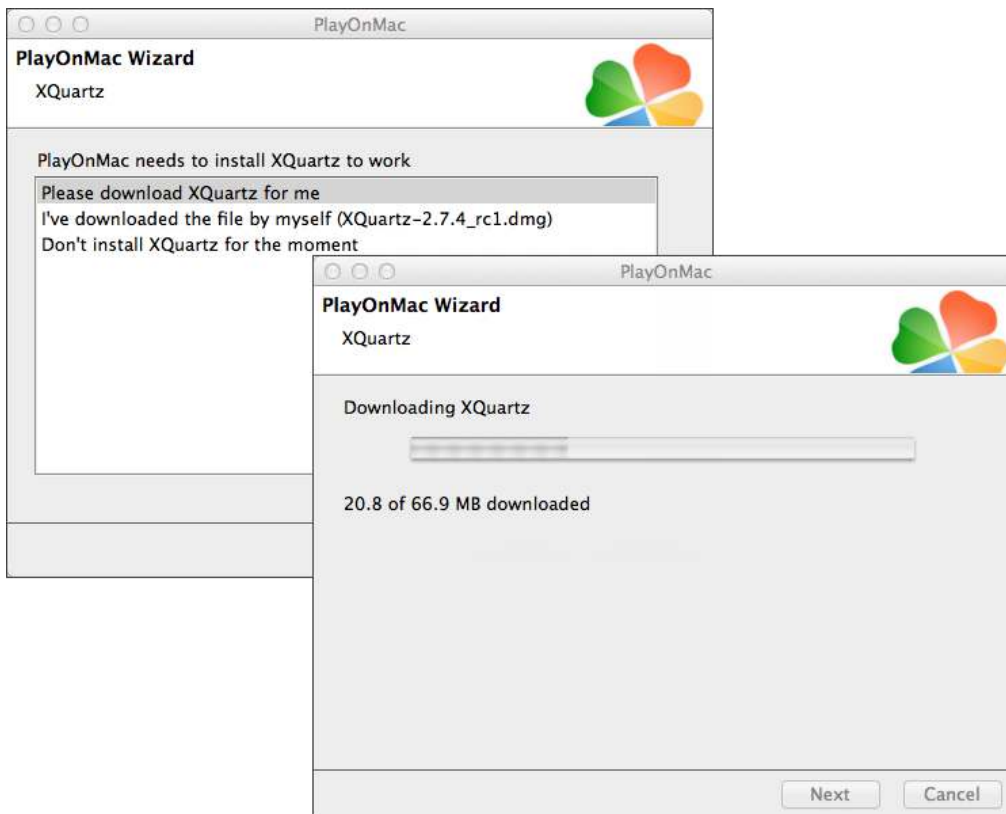 PlayOnMac
PlayOnMac Wizard
XQuartz
PlayOnMac needs to install XQuartz to work
Please download XQuartz for me
I've downloaded the file by myself (XQuartz-2.7.4_rc1.dmg)
Don't install XQuartz for the moment
PlayOnMac
PlayOnMac Wizard
XQuartz
Downloading XQuartz
20.8 of 66.9 MB downloaded
Next Cancel